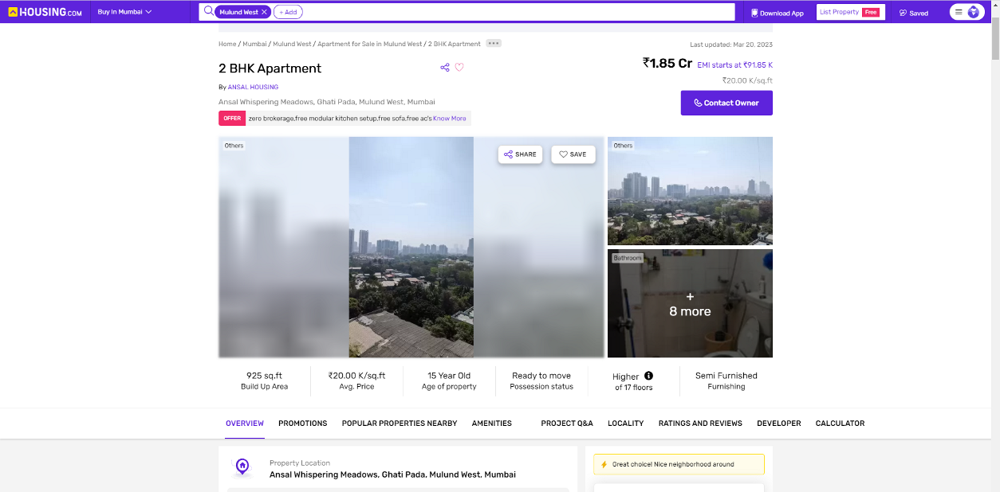 HOUSING.COM
Buy in Mumbai
Mulund West
+ Add
Download App
List Property Free
Saved
Home / Mumbai / Mulund West / Apartment for Sale in Mulund West / 2 BHK Apartment
Last updated: Mar 20, 2023
2 BHK Apartment
₹1.85 Cr EMI starts at ₹91.85 K
₹20.00 K/sq.ft
By ANSAL HOUSING
Ansal Whispering Meadows, Ghati Pada, Mulund West, Mumbai
Contact Owner
OFFER zero brokerage,free modular kitchen setup,free sofa,free ac's Know More
Others
SHARE
SAVE
Others
Bathroom
+
8 more
925 sq.ft
Build Up Area
₹20.00 K/sq.ft
Avg. Price
15 Year Old
Age of property
Ready to move
Possession status
Higher
of 17 floors
Semi Furnished
Furnishing
OVERVIEW PROMOTIONS POPULAR PROPERTIES NEARBY AMENITIES PROJECT Q&A LOCALITY RATINGS AND REVIEWS DEVELOPER CALCULATOR
Property Location
Ansal Whispering Meadows, Ghati Pada, Mulund West, Mumbai
Great choice! Nice neighborhood around